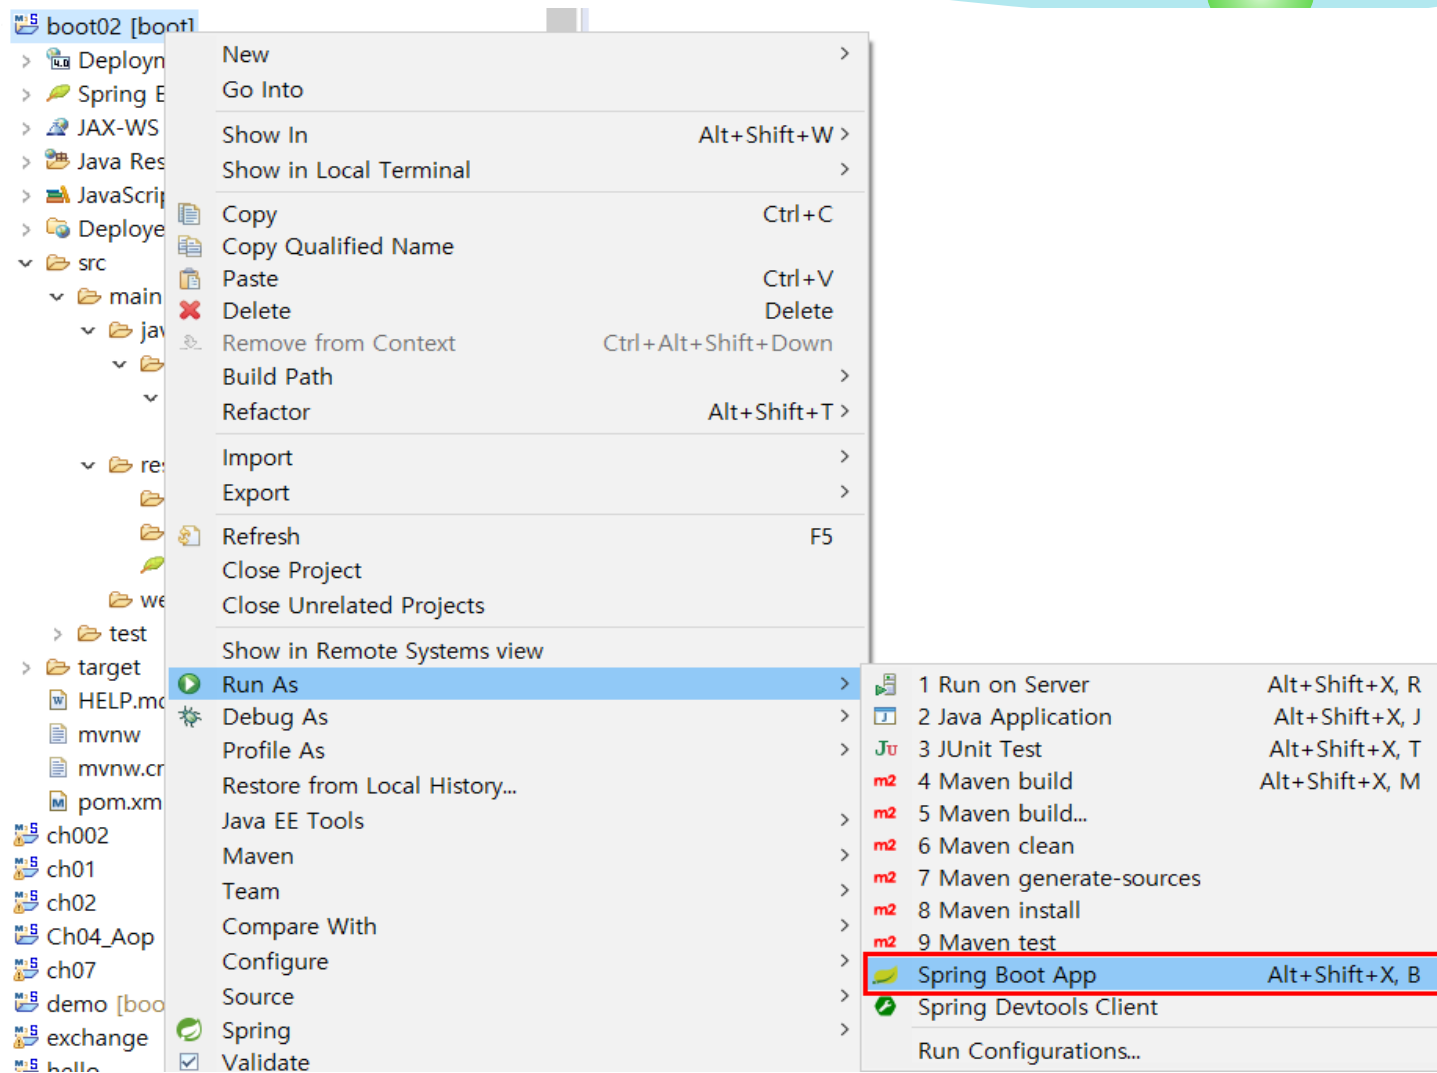 boot02 [boot]
Deployn
Spring E
JAX-WS
Java Res
JavaScrip
Deploye
src
main
jav
res
we
test
target
HELP.md
mvnw
mvnw.cr
pom.xm
ch002
ch01
ch02
Ch04_Aop
ch07
demo [boo
exchange
hello
New
Go Into
Show In Alt+Shift+W
Show in Local Terminal
Copy Ctrl+C
Copy Qualified Name
Paste Ctrl+V
Delete Delete
Remove from Context Ctrl+Alt+Shift+Down
Build Path
Refactor Alt+Shift+T
Import
Export
Refresh F5
Close Project
Close Unrelated Projects
Show in Remote Systems view
Run As
Debug As
Profile As
Restore from Local History...
Java EE Tools
Maven
Team
Compare With
Configure
Source
Spring
Validate
1 Run on Server Alt+Shift+X, R
2 Java Application Alt+Shift+X, J
3 JUnit Test Alt+Shift+X, T
4 Maven build Alt+Shift+X, M
5 Maven build...
6 Maven clean
7 Maven generate-sources
8 Maven install
9 Maven test
Spring Boot App Alt+Shift+X, B
Spring Devtools Client
Run Configurations...